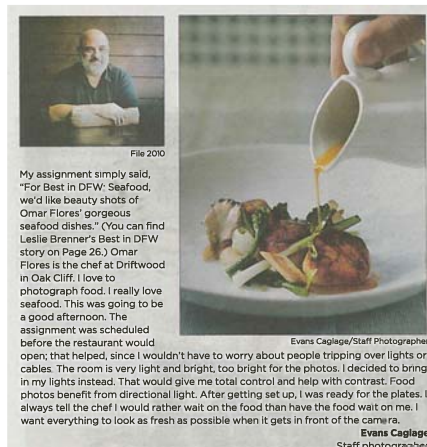 File 2010
My assignment simply said,
"For Best in DFW: Seafood,
we'd like beauty shots of
Omar Flores' gorgeous
seafood dishes." (You can find
Leslie Brenner's Best in DFW
story on Page 26.) Omar
Flores is the chef at Driftwood
in Oak Cliff. I love to
photograph food. I really love
seafood. This was going to be
a good afternoon. The
assignment was scheduled
before the restaurant would
Evans Caglage/Staff Photographer
open; that helped, since I wouldn't have to worry about people tripping over lights or
cables. The room is very light and bright, too bright for the photos. I decided to bring
in my lights instead. That would give me total control and help with contrast. Food
photos benefit from directional light. After getting set up, I was ready for the plates. I
always tell the chef I would rather wait on the food than have the food wait on me. I
want everything to look as fresh as possible when it gets in front of the camera.
Evans Caglage
Staff photographer